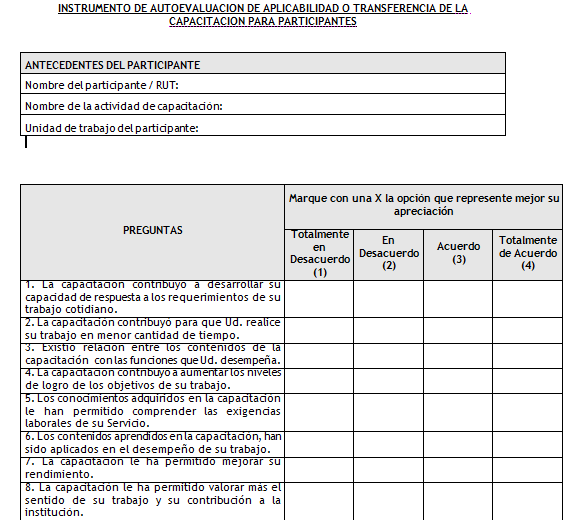 INSTRUMENTO DE AUTOEVALUACION DE APLICABILIDAD O TRANSFERENCIA DE LA
CAPACITACION PARA PARTICIPANTES
ANTECEDENTES DEL PARTICIPANTE
Nombre del participante / RUT:
Nombre de la actividad de capacitación:
Unidad de trabajo del participante:
PREGUNTAS
Marque con una X la opción que represente mejor su
apreciación
Totalmente
en
Desacuerdo
(1)
En
Desacuerdo
(2)
Acuerdo
(3)
Totalmente
de Acuerdo
(4)
1. La capacitación contribuyó a desarrollar su
capacidad de respuesta a los requerimientos de su
trabajo cotidiano.
2. La capacitación contribuyó para que Ud. realice
su trabajo en menor cantidad de tiempo.
3. Existió relación entre los contenidos de la
capacitación con las funciones que Ud. desempeña.
4. La capacitación contribuyó a aumentar los niveles
de logro de los objetivos de su trabajo.
5. Los conocimientos adquiridos en la capacitación
le han permitido comprender las exigencias
laborales de su Servicio.
6. Los contenidos aprendidos en la capacitación, han
sido aplicados en el desempeño de su trabajo.
7. La capacitación le ha permitido mejorar su
rendimiento.
8. La capacitación le ha permitido valorar más el
sentido de su trabajo y su contribución a la
institución.